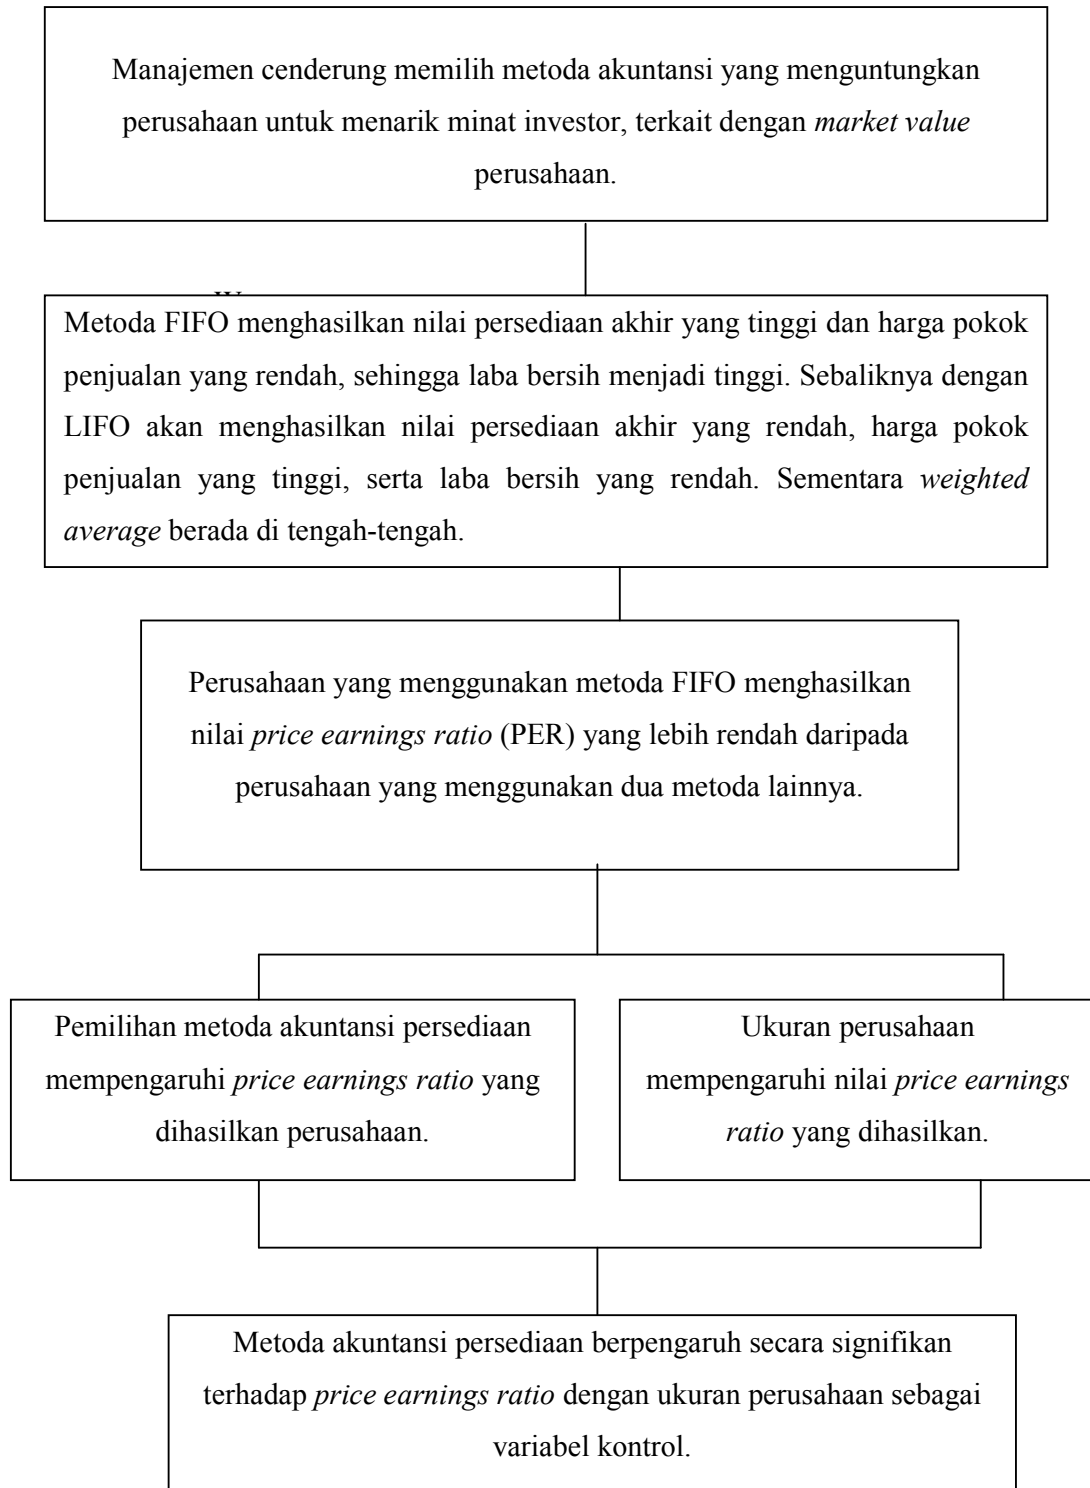 Manajemen cenderung memilih metoda akuntansi yang menguntungkan
perusahaan untuk menarik minat investor, terkait dengan market value
perusahaan.
Metoda FIFO menghasilkan nilai persediaan akhir yang tinggi dan harga pokok
penjualan yang rendah, sehingga laba bersih menjadi tinggi. Sebaliknya dengan
LIFO akan menghasilkan nilai persediaan akhir yang rendah, harga pokok
penjualan yang tinggi, serta laba bersih yang rendah. Sementara weighted
average berada di tengah-tengah.
Perusahaan yang menggunakan metoda FIFO menghasilkan
nilai price earnings ratio (PER) yang lebih rendah daripada
perusahaan yang menggunakan dua metoda lainnya.
Pemilihan metoda akuntansi persediaan
mempengaruhi price earnings ratio yang
dihasilkan perusahaan.
Ukuran perusahaan
mempengaruhi nilai price earnings
ratio yang dihasilkan.
Metoda akuntansi persediaan berpengaruh secara signifikan
terhadap price earnings ratio dengan ukuran perusahaan sebagai
variabel kontrol.